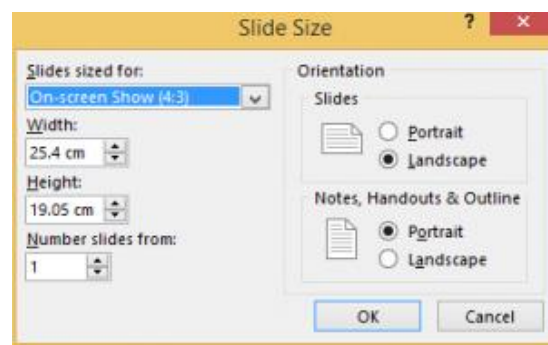 Slide Size
?
Slides sized for:
On-screen Show (4:3)
Width:
25.4 cm
Height:
19.05 cm
Number slides from:
1
Orientation
Slides
Portrait
Landscape
Notes, Handouts & Outline
Portrait
Landscape
OK
Cancel